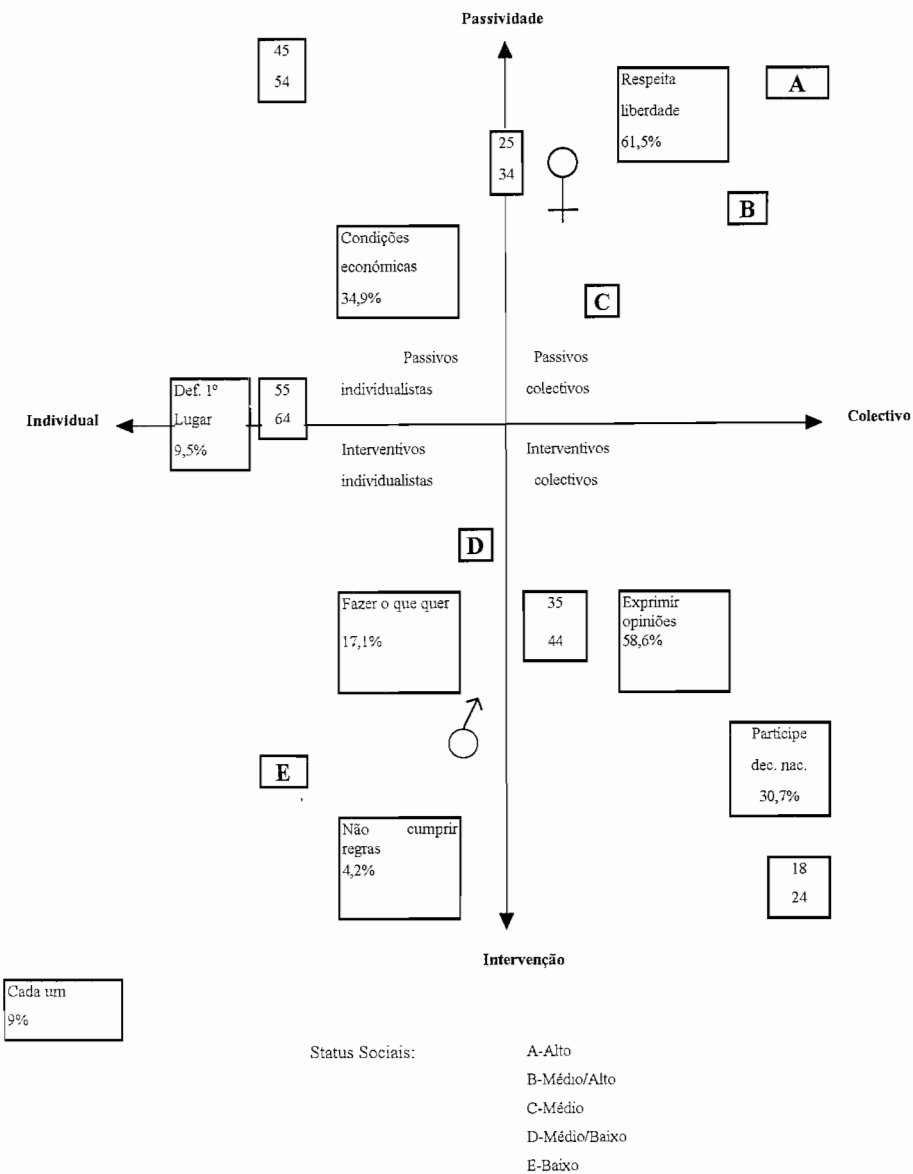 Passividade
45
54
Respeita
liberdade
61,5%
A
25
34
B
Condições
económicas
34,9%
C
Passivos
individualistas
Passivos
colectivos
Def. 1º
Lugar
9,5%
55
64
Individual
Colectivo
Interventivos
individualistas
Interventivos
colectivos
D
Fazer o que quer
17,1%
35
44
Exprimir
opiniões
58,6%
Participe
dec. nac.
30,7%
E
Não cumprir
regras
4,2%
18
24
Intervenção
Cada um
9%
Status Sociais:
A-Alto
B-Médio/Alto
C-Médio
D-Médio/Baixo
E-Baixo